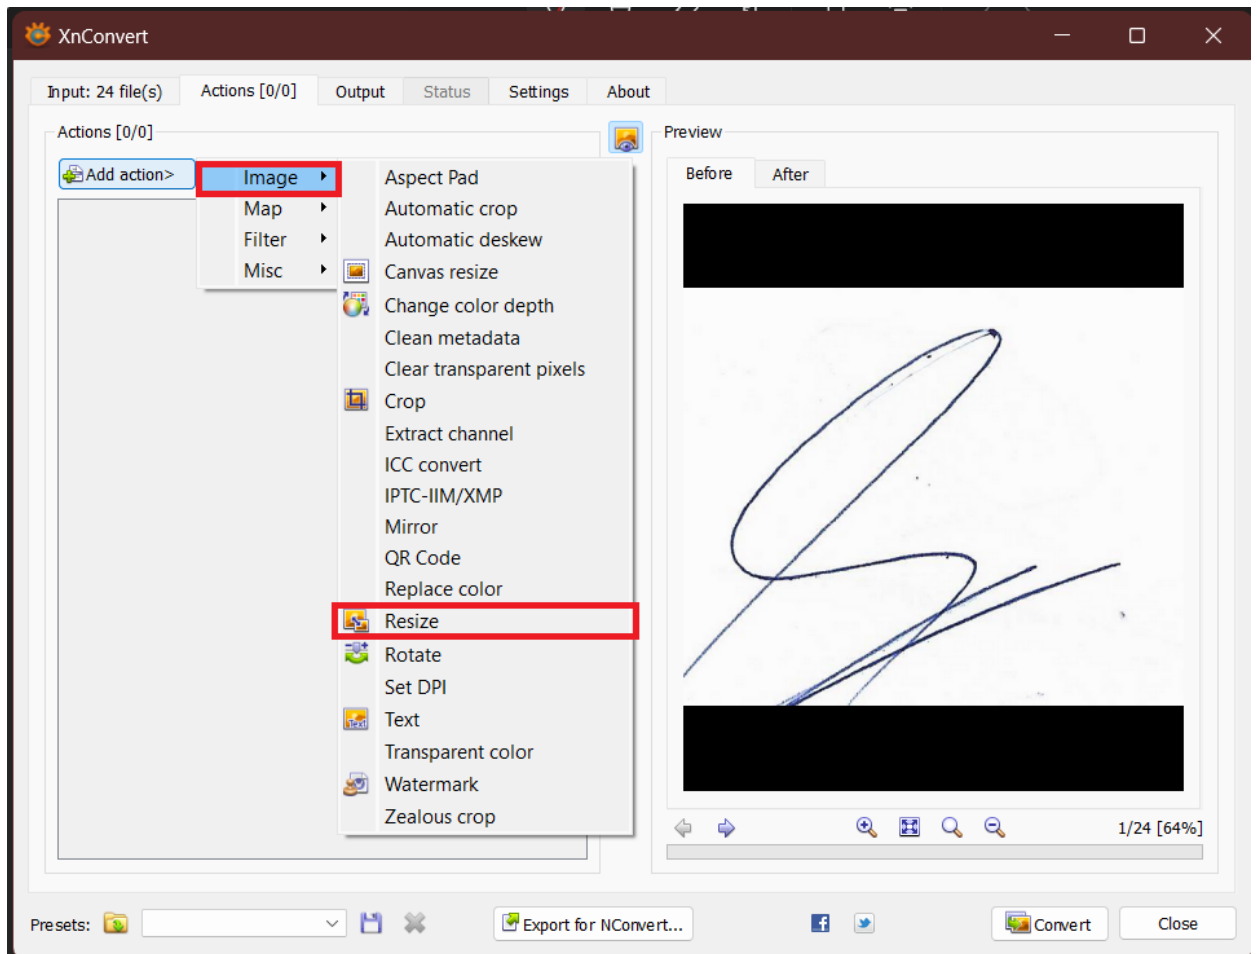 XnConvert
Input: 24 file(s)
Actions [0/0]
Output
Status
Settings
About
Actions [0/0]
Add action>
Image
Map
Filter
Misc
Aspect Pad
Automatic crop
Automatic deskew
Canvas resize
Change color depth
Clean metadata
Clear transparent pixels
Crop
Extract channel
ICC convert
IPTC-IIM/XMP
Mirror
QR Code
Replace color
Resize
Rotate
Set DPI
Text
Transparent color
Watermark
Zealous crop
Preview
Before
After
1/24 [64%]
Presets:
Export for NConvert...
Convert
Close